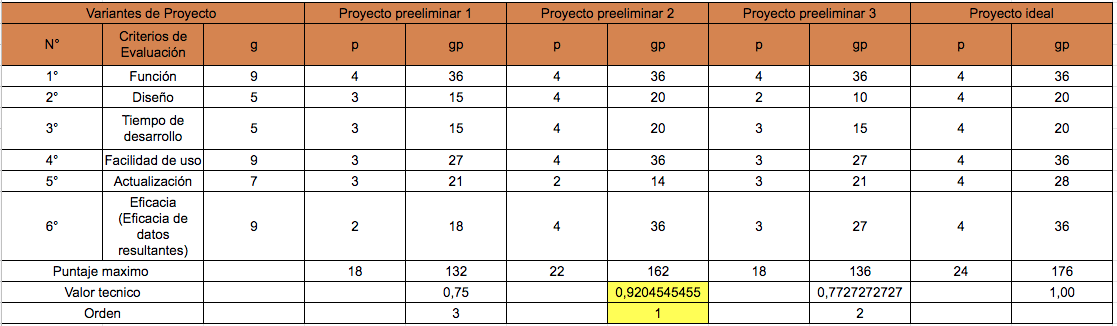 Variantes de Proyecto Proyecto preeliminar 1 Proyecto preeliminar 2 Proyecto preeliminar 3 Proyecto ideal
N° Criterios de Evaluación g p gp p gp p gp p gp
1° Función 9 4 36 4 36 4 36 4 36
2° Diseño 5 3 15 4 20 2 10 4 20
3° Tiempo de desarrollo 5 3 15 4 20 3 15 4 20
4° Facilidad de uso 9 3 27 4 36 3 27 4 36
5° Actualización 7 3 21 2 14 3 21 4 28
6° Eficacia (Eficacia de datos resultantes) 9 2 18 4 36 3 27 4 36
Puntaje maximo 18 132 22 162 18 136 24 176
Valor tecnico 0,75 0,9204545455 0,7727272727 1,00
Orden 3 1 2